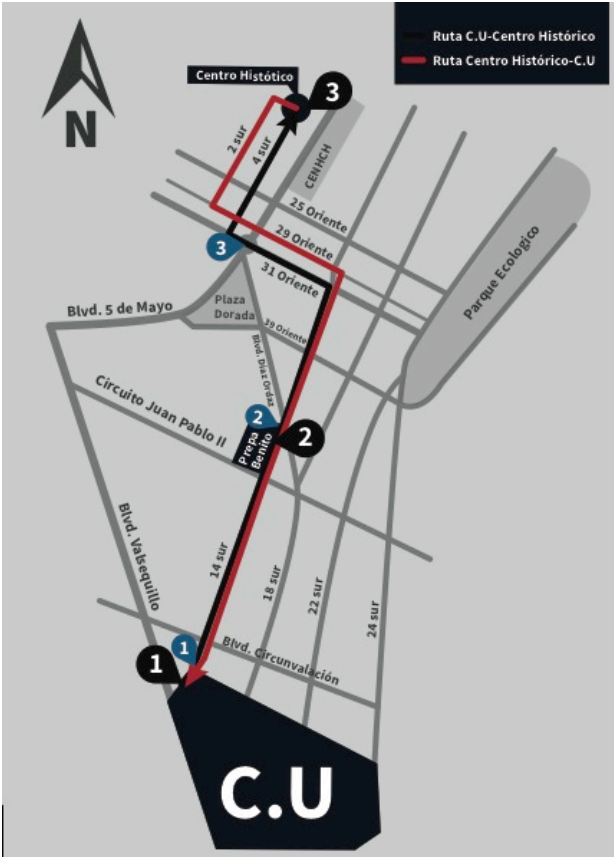 Ruta C.U-Centro Histórico
Ruta Centro Histórico-C.U
N
Centro Histótico
3
2 sur
4 sur
CENHCH
25 Oriente
29 Oriente
3
31 Oriente
Parque Ecologico
Blvd. 5 de Mayo
Plaza
Dorada
39 Oriente
Blvd. Díaz Ordaz
Circuito Juan Pablo II
2
2
Prepa
Benito
Blvd. Valsequillo
14 sur
18 sur
22 sur
24 sur
1
1
Blvd. Circunvalación
C.U